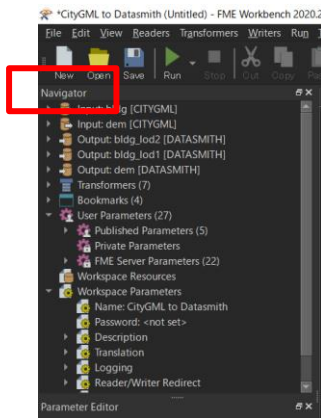 *CityGML to Datasmith (Untitled) - FME Workbench 2020.2
File Edit View Readers Transformers Writers Run
New Open Save Run Stop Cut Copy
Navigator
Input: bldg [CITYGML]
Input: dem [CITYGML]
Output: bldg_lod2 [DATASMITH]
Output: bldg_lod1 [DATASMITH]
Output: dem [DATASMITH]
Transformers (7)
Bookmarks (4)
User Parameters (27)
Published Parameters (5)
Private Parameters
FME Server Parameters (22)
Workspace Resources
Workspace Parameters
Name: CityGML to Datasmith
Password: <not set>
Description
Translation
Logging
Reader/Writer Redirect
Parameter Editor